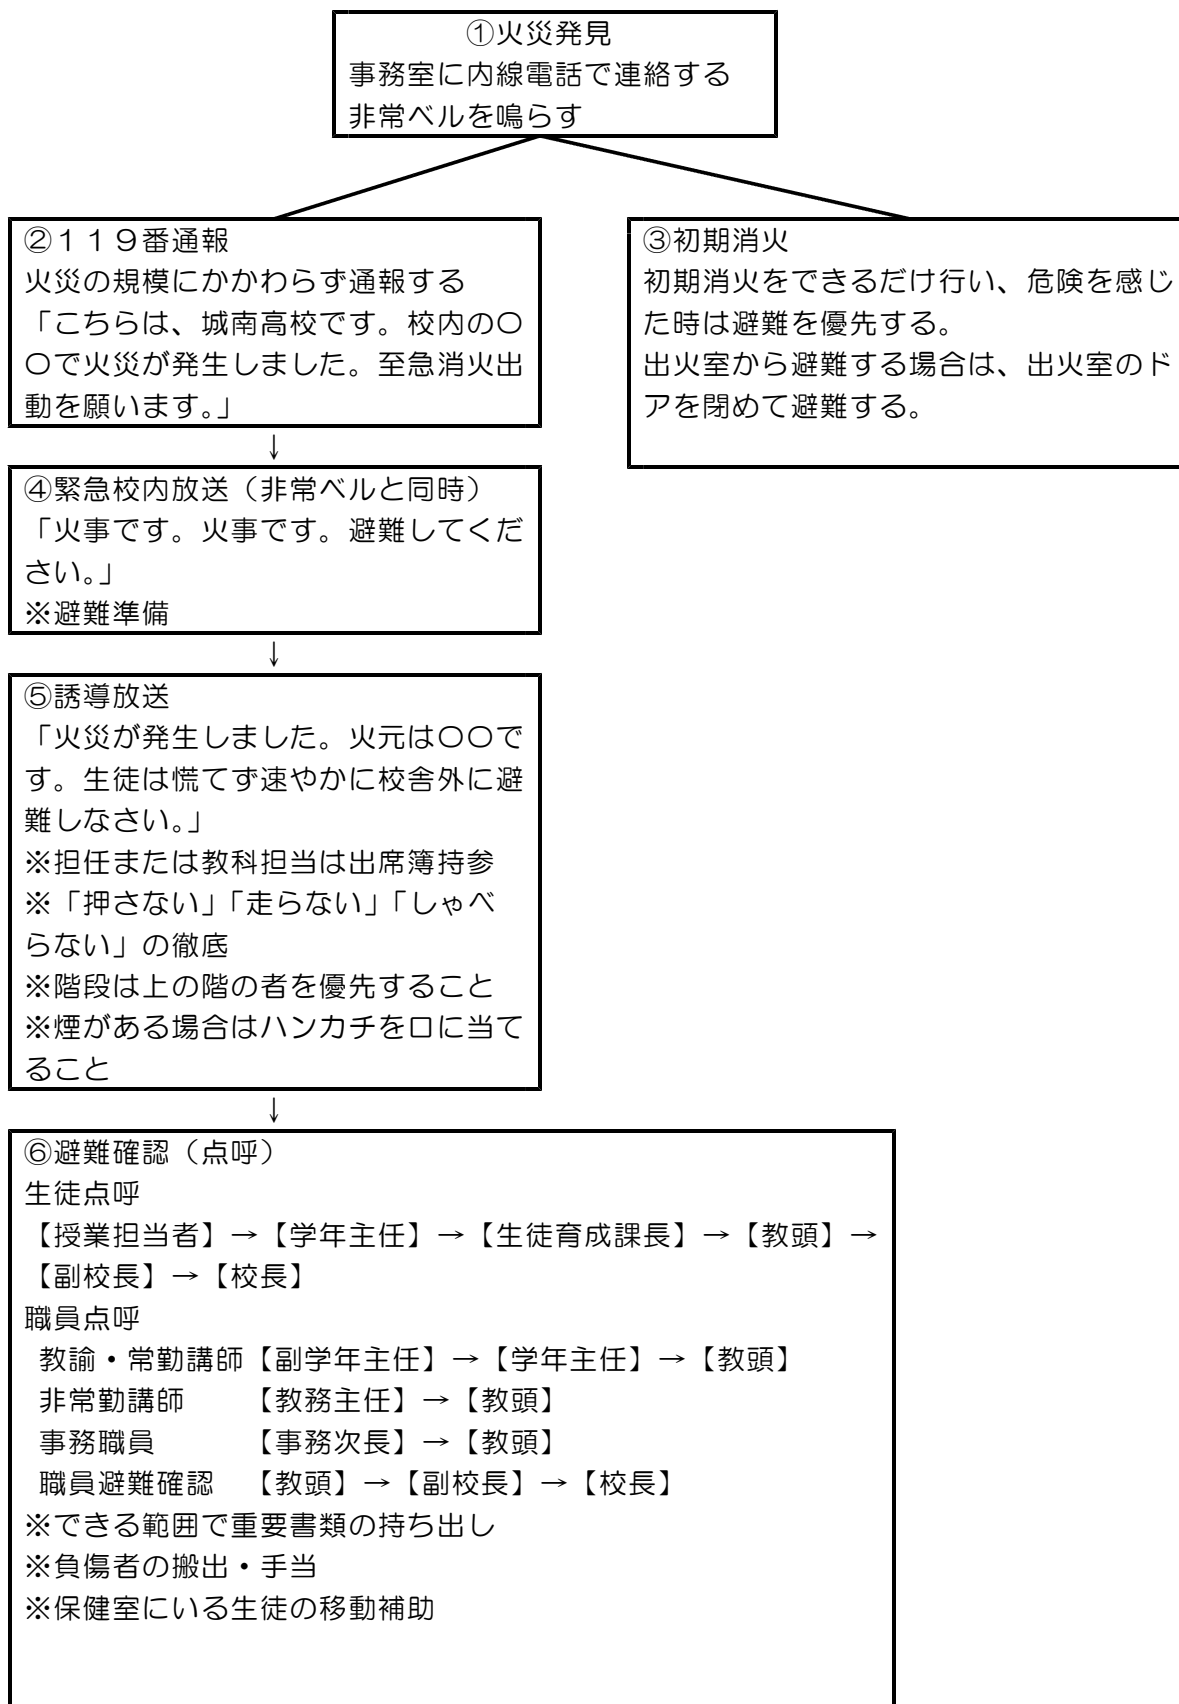 ①火災発見
事務室に内線電話で連絡する
非常ベルを鳴らす
②１１９番通報
火災の規模にかかわらず通報する
「こちらは、城南高校です。校内の〇
〇で火災が発生しました。至急消火出
動を願います。」
③初期消火
初期消火をできるだけ行い、危険を感じ
た時は避難を優先する。
出火室から避難する場合は、出火室のド
アを閉めて避難する。
↓
④緊急校内放送（非常ベルと同時）
「火事です。火事です。避難してくだ
さい。」
※避難準備
↓
⑤誘導放送
「火災が発生しました。火元は〇〇で
す。生徒は慌てず速やかに校舎外に避
難しなさい。」
※担任または教科担当は出席簿持参
※「押さない」「走らない」「しゃべ
らない」の徹底
※階段は上の階の者を優先すること
※煙がある場合はハンカチを口に当て
ること
↓
⑥避難確認（点呼）
生徒点呼
【授業担当者】→【学年主任】→【生徒育成課長】→【教頭】→
【副校長】→【校長】
職員点呼
教諭・常勤講師【副学年主任】→【学年主任】→【教頭】
非常勤講師　　【教務主任】→【教頭】
事務職員　　　【事務次長】→【教頭】
職員避難確認　【教頭】→【副校長】→【校長】
※できる範囲で重要書類の持ち出し
※負傷者の搬出・手当
※保健室にいる生徒の移動補助